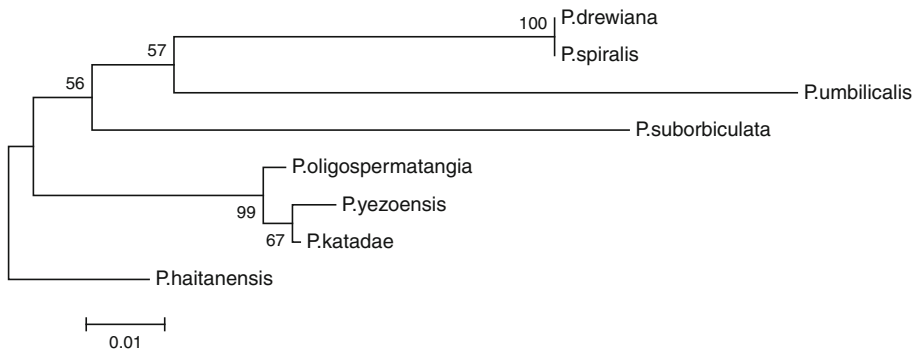 100
P.drewiana
57
P.spiralis
56
P.umbilicalis
P.suborbiculata
P.oligospermatangia
99
P.yezoensis
67
P.katadae
P.haitanensis
0.01